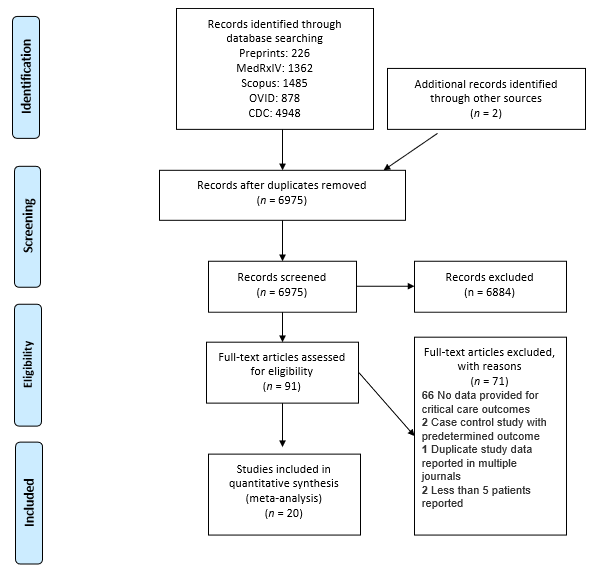 Identification
Records identified through
database searching
Preprints: 226
MedRxIV: 1362
Scopus: 1485
OVID: 878
CDC: 4948
Additional records identified
through other sources
(n = 2)
Screening
Records after duplicates removed
(n = 6975)
Records screened
(n = 6975)
Records excluded
(n = 6884)
Eligibility
Full-text articles assessed
for eligibility
(n = 91)
Full-text articles excluded,
with reasons
(n = 71)
66 No data provided for
critical care outcomes
2 Case control study with
predetermined outcome
1 Duplicate study data
reported in multiple
journals
2 Less than 5 patients
reported
Included
Studies included in
quantitative synthesis
(meta-analysis)
(n = 20)